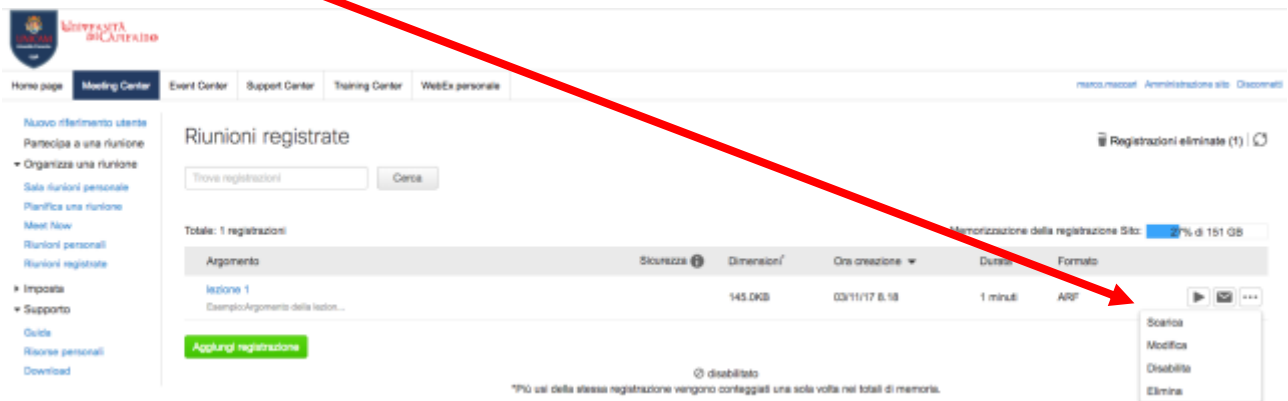 UNICAM
UNIVERSITÀ
DI CAMERINO
Home page Meeting Center Event Center Support Center Training Center WebEx personale marco.maccari Amministrazione sito Disconnetti
Nuovo riferimento utente
Partecipa a una riunione
Organizza una riunione
Sala riunioni personale
Pianifica una riunione
Meet Now
Riunioni personali
Riunioni registrate
Imposta
Supporto
Guida
Risorse personali
Download
Riunioni registrate
Registrazioni eliminate (1)
Trova registrazioni Cerca
Totale: 1 registrazioni Memorizzazione della registrazione Sito: 27% di 151 GB
Argomento Sicurezza Dimensioni* Ora creazione Durata Formato
lezione 1 145.0KB 03/11/17 8.18 1 minuti ARF
Esempio:Argomento della lezion...
Scarica
Modifica
Disabilita
Elimina
Aggiungi registrazione
disabilitato
*Più usi della stessa registrazione vengono conteggiati una sola volta nei totali di memoria.